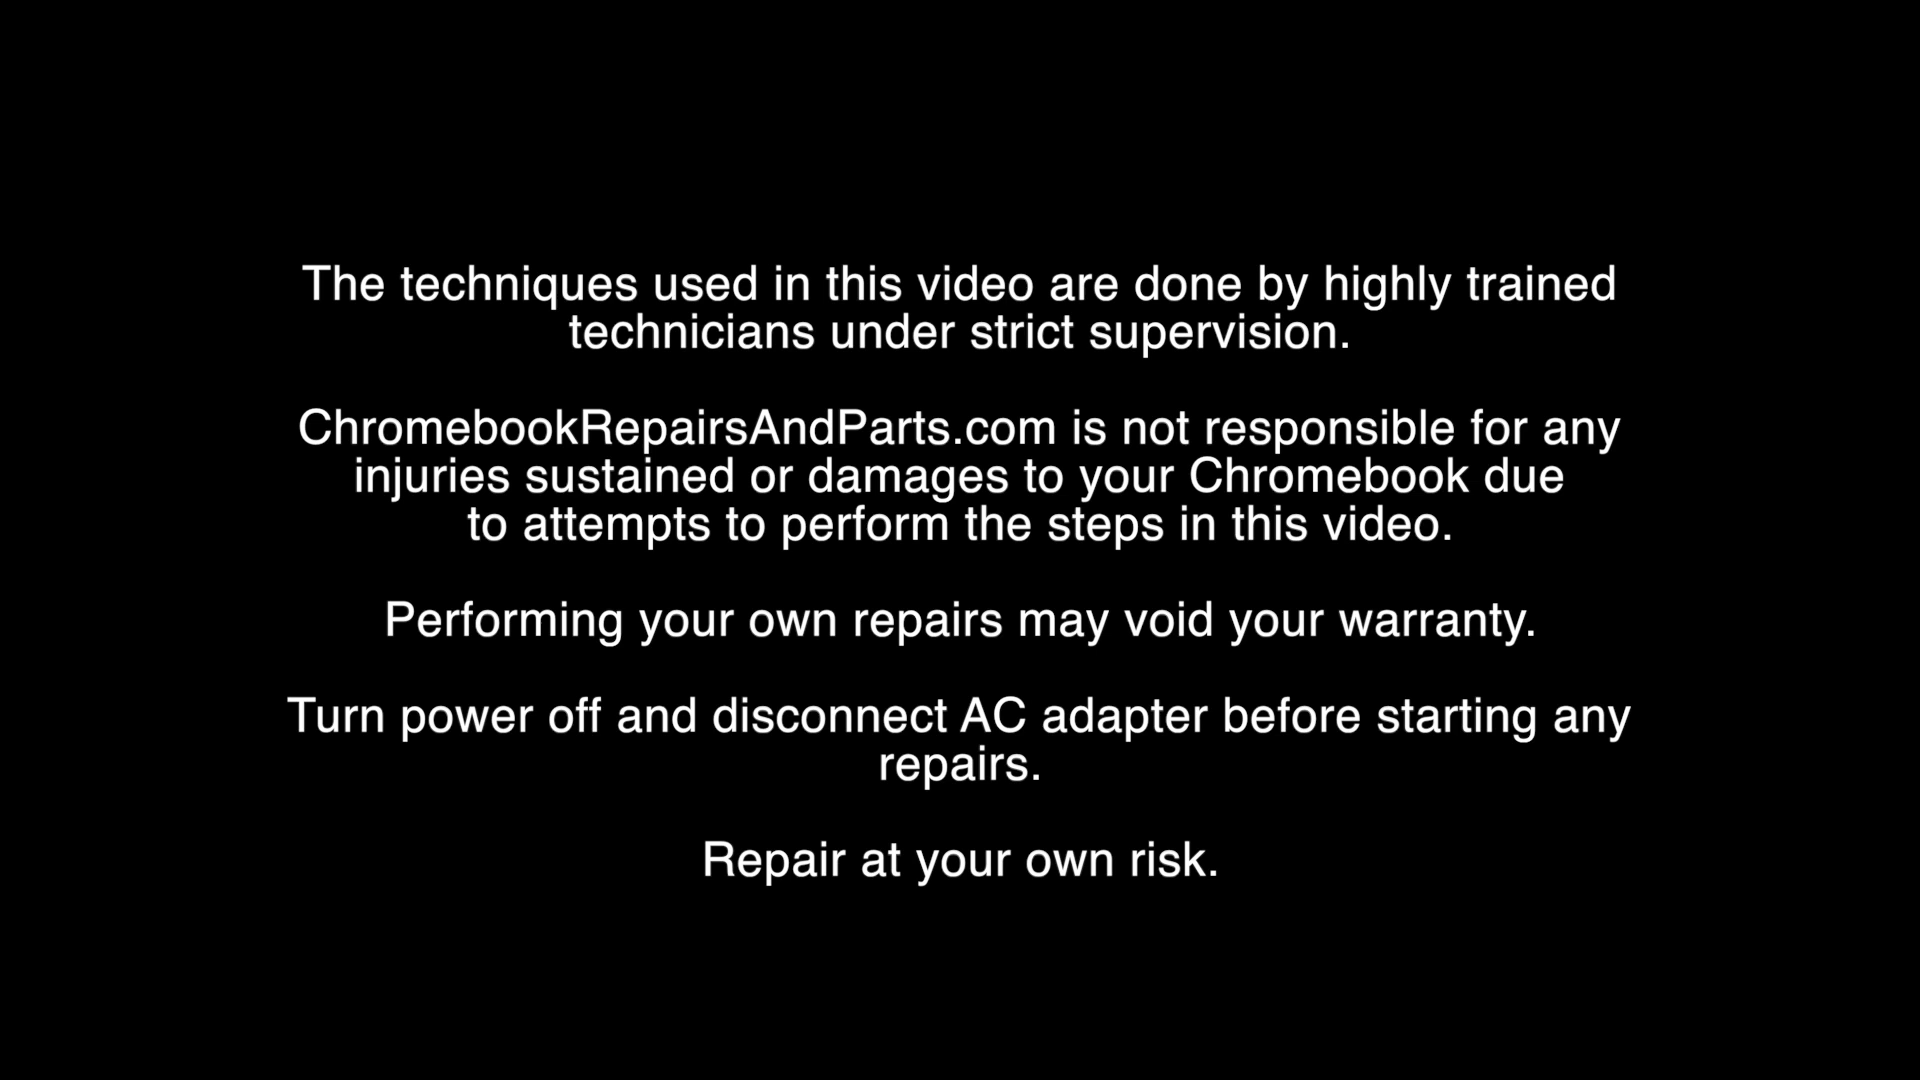 The techniques used in this video are done by highly trained
technicians under strict supervision.
ChromebookRepairsAndParts.com is not responsible for any
injuries sustained or damages to your Chromebook due
to attempts to perform the steps in this video.
Performing your own repairs may void your warranty.
Turn power off and disconnect AC adapter before starting any
repairs.
Repair at your own risk.